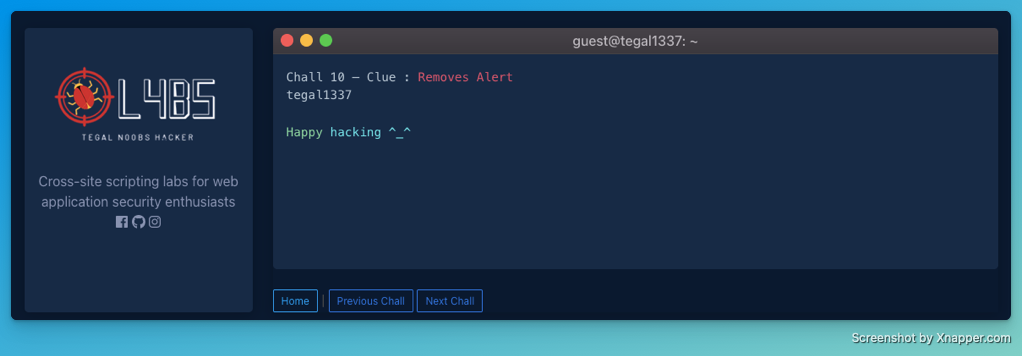 L4BS
TEGAL NOOBS HACKER
Cross-site scripting labs for web
application security enthusiasts
guest@tegal1337: ~
Chall 10 – Clue : Removes Alert
tegal1337
Happy hacking ^_^
Home | Previous Chall Next Chall
Screenshot by Xnapper.com